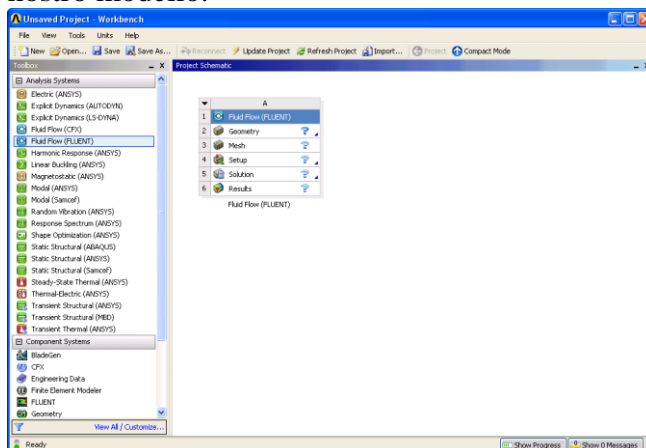 nostro modello.
Unsaved Project - Workbench
File View Tools Units Help
New Open... Save Save As... Reconnect Update Project Refresh Project Import... Project Compact Mode
Toolbox
Project Schematic
Analysis Systems
Electric (ANSYS)
Explicit Dynamics (AUTODYN)
Explicit Dynamics (LS-DYNA)
Fluid Flow (CFX)
Fluid Flow (FLUENT)
Harmonic Response (ANSYS)
Linear Buckling (ANSYS)
Magnetostatic (ANSYS)
Modal (ANSYS)
Modal (Samcef)
Random Vibration (ANSYS)
Response Spectrum (ANSYS)
Shape Optimization (ANSYS)
Static Structural (ABAQUS)
Static Structural (ANSYS)
Static Structural (Samcef)
Steady-State Thermal (ANSYS)
Thermal-Electric (ANSYS)
Transient Structural (ANSYS)
Transient Structural (MBD)
Transient Thermal (ANSYS)
Component Systems
BladeGen
CFX
Engineering Data
Finite Element Modeler
FLUENT
Geometry
View All / Customize...
A
1 Fluid Flow (FLUENT)
2 Geometry ?
3 Mesh ?
4 Setup ?
5 Solution ?
6 Results ?
Fluid Flow (FLUENT)
Ready
Show Progress Show 0 Messages